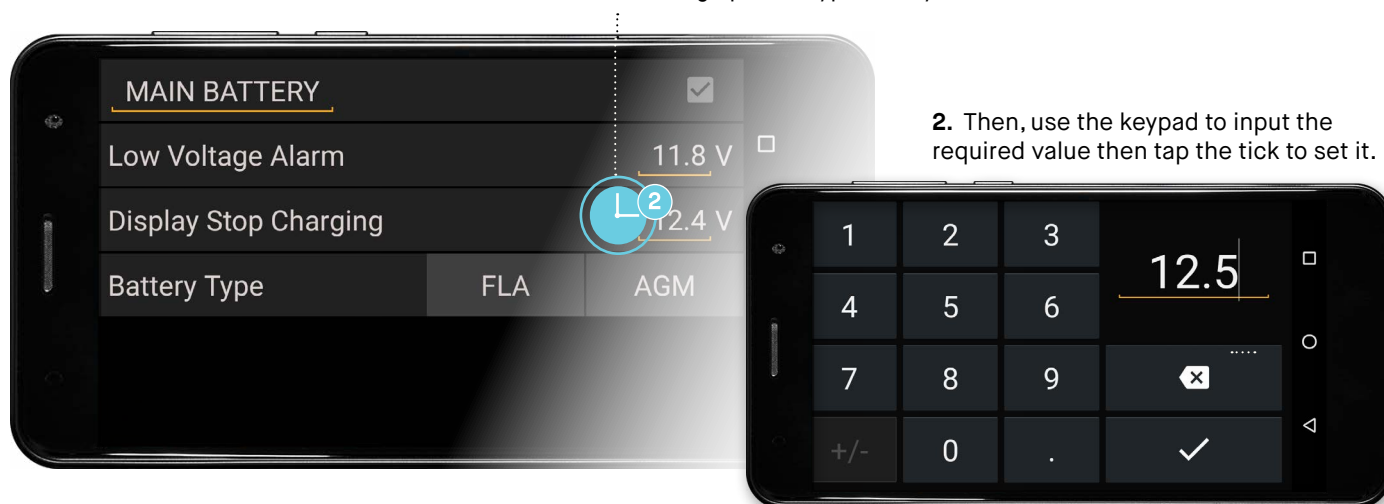 MAIN BATTERY
Low Voltage Alarm 11.8 V
2
Display Stop Charging 12.4 V
Battery Type FLA AGM
2. Then, use the keypad to input the
required value then tap the tick to set it.
1 2 3
12.5
4 5 6
7 8 9
+/- 0 .